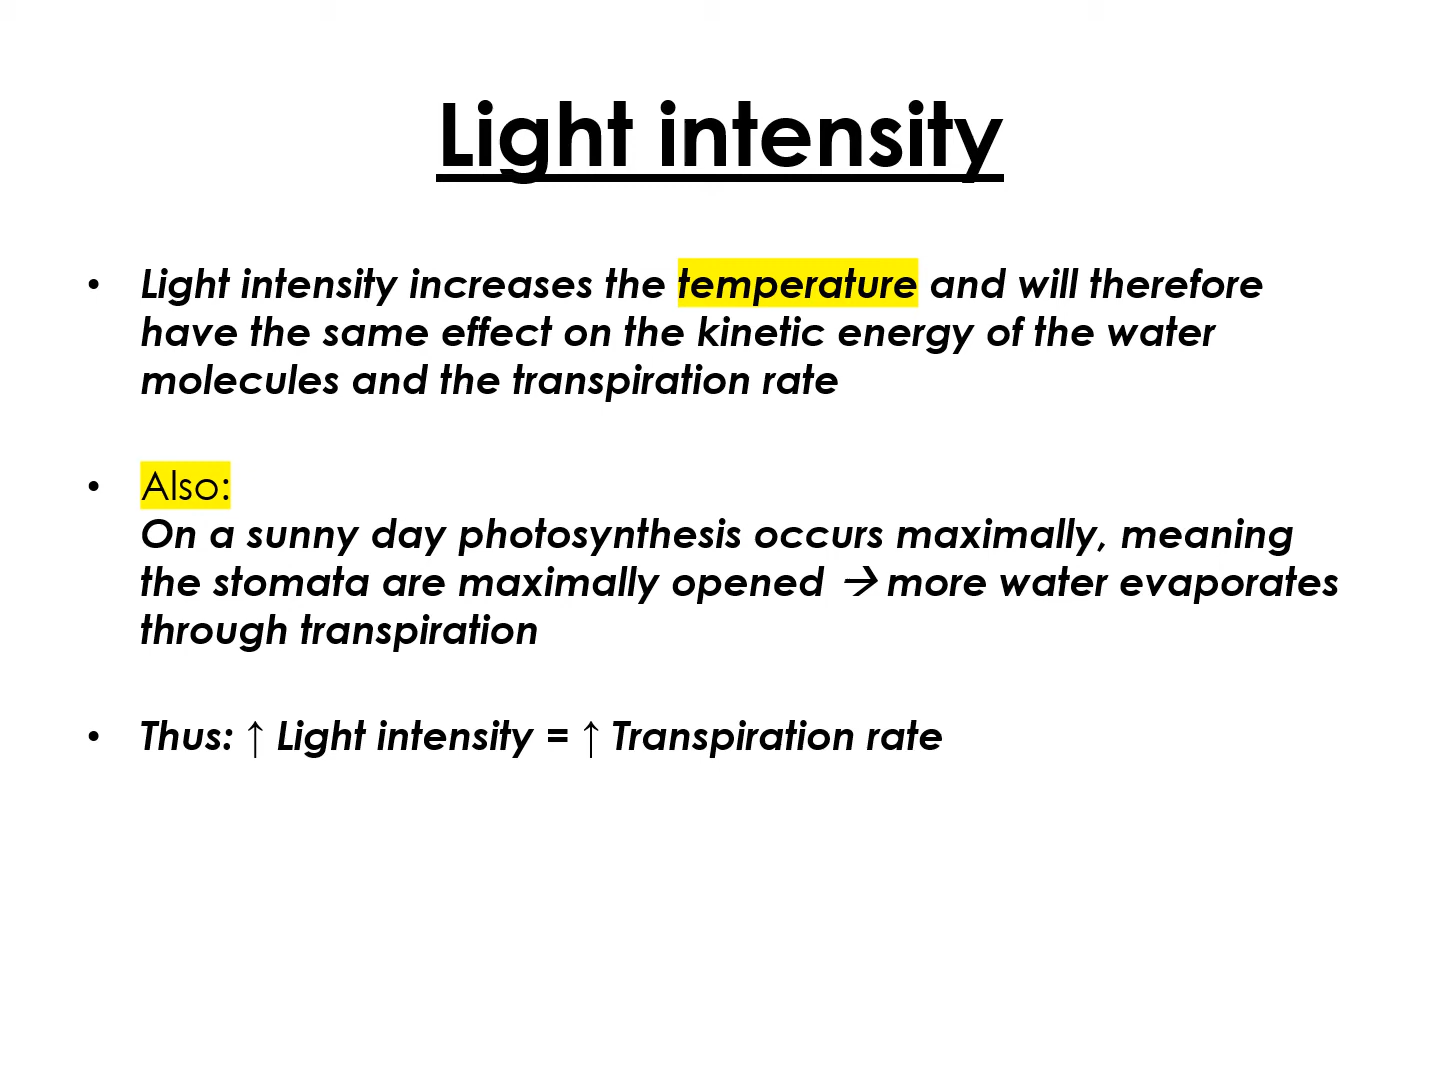 Light intensity
• Light intensity increases the temperature and will therefore
have the same effect on the kinetic energy of the water
molecules and the transpiration rate
• Also:
On a sunny day photosynthesis occurs maximally, meaning
the stomata are maximally opened → more water evaporates
through transpiration
• Thus: ↑ Light intensity = ↑ Transpiration rate